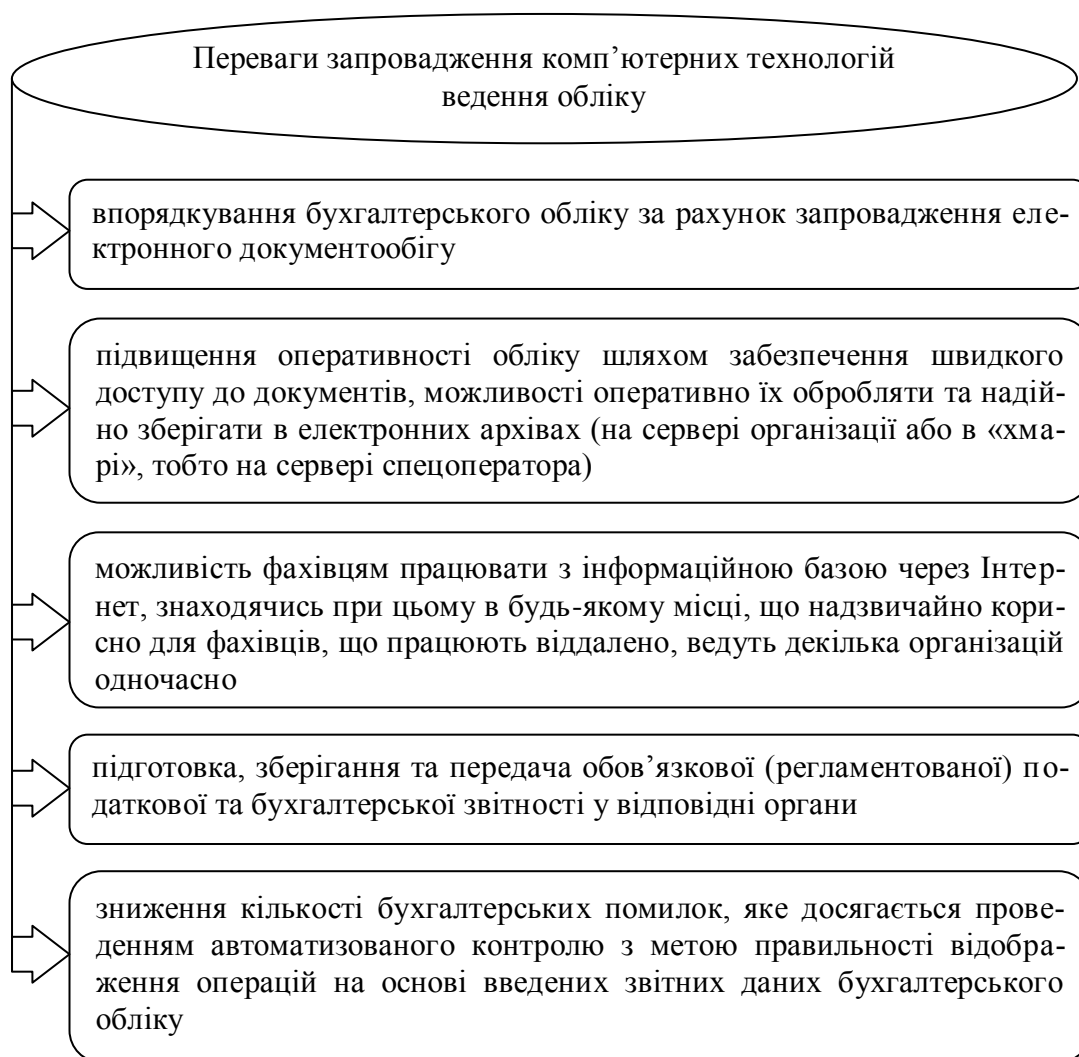 Переваги запровадження комп’ютерних технологій
ведення обліку
впорядкування бухгалтерського обліку за рахунок запровадження еле-
ктронного документообігу
підвищення оперативності обліку шляхом забезпечення швидкого
доступу до документів, можливості оперативно їх обробляти та надій-
но зберігати в електронних архівах (на сервері організації або в «хма-
рі», тобто на сервері спецоператора)
можливість фахівцям працювати з інформаційною базою через Інтер-
нет, знаходячись при цьому в будь-якому місці, що надзвичайно кори-
сно для фахівців, що працюють віддалено, ведуть декілька організацій
одночасно
підготовка, зберігання та передача обов’язкової (регламентованої) по-
даткової та бухгалтерської звітності у відповідні органи
зниження кількості бухгалтерських помилок, яке досягається прове-
денням автоматизованого контролю з метою правильності відобра-
ження операцій на основі введених звітних даних бухгалтерського
обліку